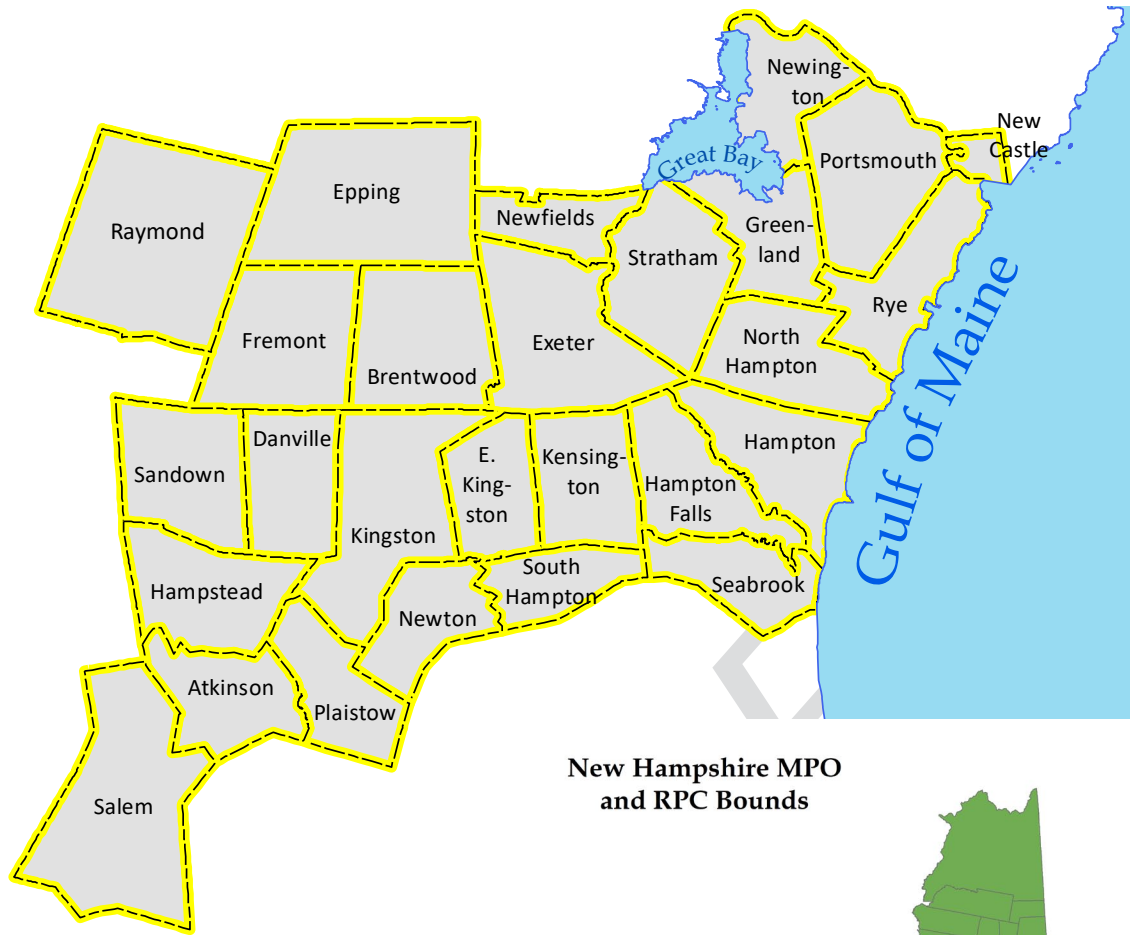 Newing-
ton
New
Castle
Portsmouth
Great Bay
Epping
Raymond
Newfields
Green-
land
Stratham
Rye
Gulf of Maine
Fremont
Exeter
North
Hampton
Brentwood
Danville
Hampton
Sandown
E.
King-
ston
Kensing-
ton
Hampton
Falls
Kingston
Hampstead
South
Hampton
Seabrook
Newton
Atkinson
Plaistow
Salem
New Hampshire MPO
and RPC Bounds